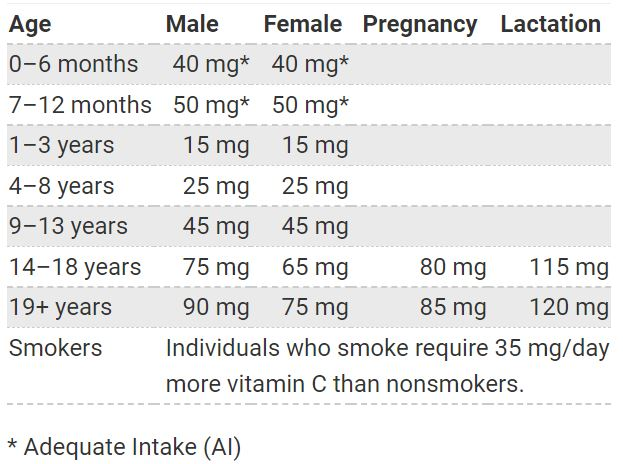 Age Male Female Pregnancy Lactation
0–6 months 40 mg* 40 mg*
7–12 months 50 mg* 50 mg*
1–3 years 15 mg 15 mg
4–8 years 25 mg 25 mg
9–13 years 45 mg 45 mg
14–18 years 75 mg 65 mg 80 mg 115 mg
19+ years 90 mg 75 mg 85 mg 120 mg
Smokers Individuals who smoke require 35 mg/day
more vitamin C than nonsmokers.
* Adequate Intake (AI)